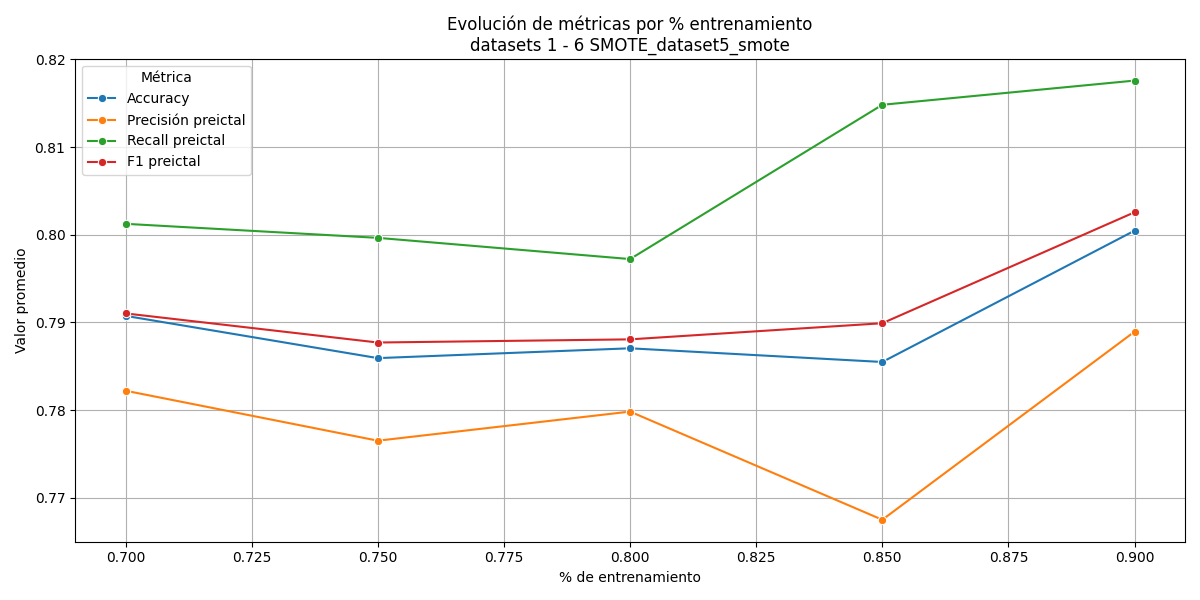 Evolución de métricas por % entrenamiento
datasets 1 - 6 SMOTE_dataset5_smote
Métrica
Accuracy
Precisión preictal
Recall preictal
F1 preictal
Valor promedio
0.82
0.81
0.80
0.79
0.78
0.77
0.700 0.725 0.750 0.775 0.800 0.825 0.850 0.875 0.900
% de entrenamiento